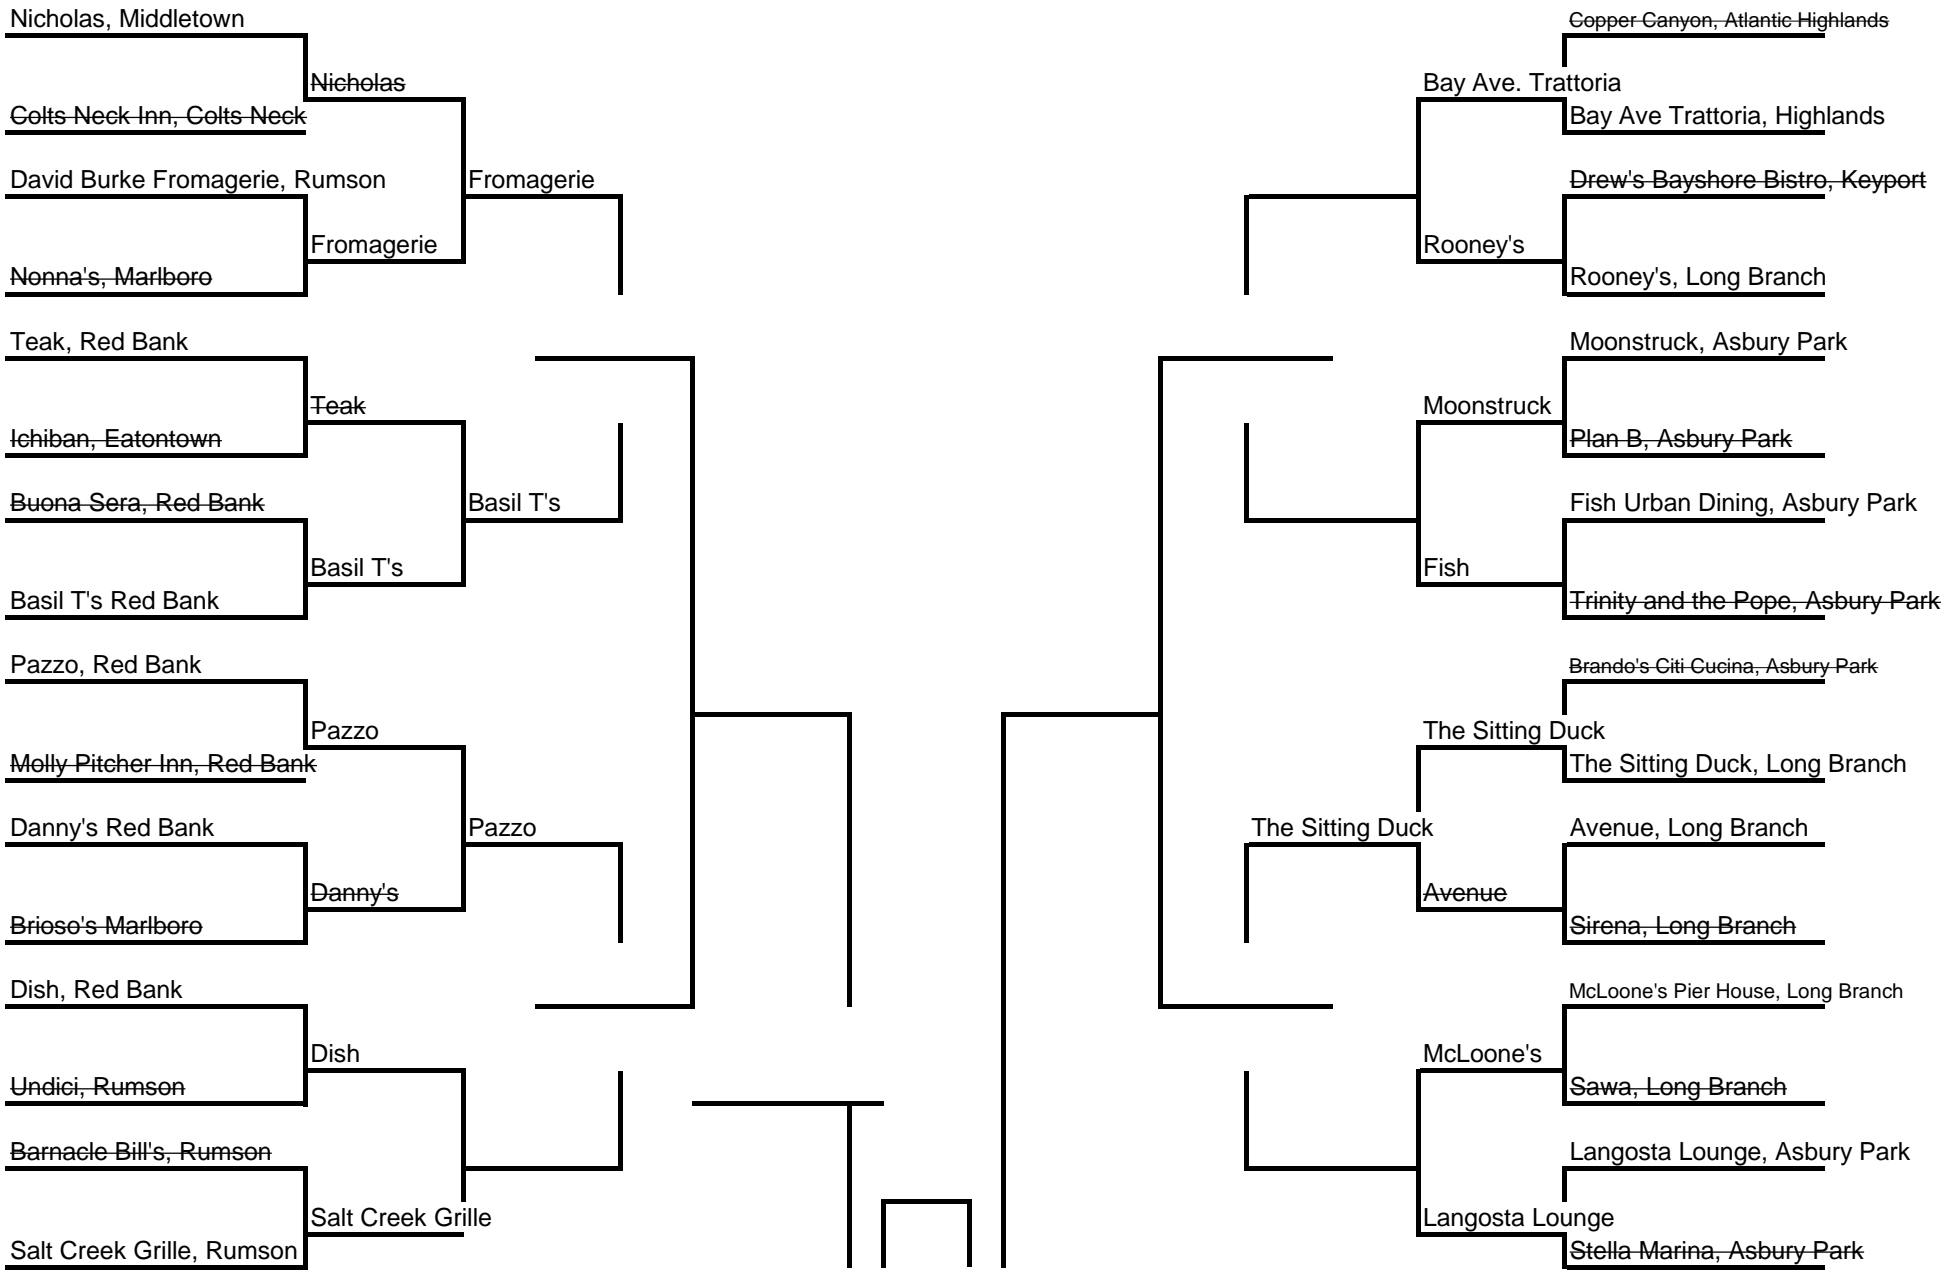 Nicholas, Middletown
Copper Canyon, Atlantic Highlands
Nicholas
Bay Ave. Trattoria
Colts Neck Inn, Colts Neck
Bay Ave Trattoria, Highlands
David Burke Fromagerie, Rumson
Fromagerie
Drew's Bayshore Bistro, Keyport
Fromagerie
Rooney's
Nonna's, Marlboro
Rooney's, Long Branch
Teak, Red Bank
Moonstruck, Asbury Park
Teak
Moonstruck
Ichiban, Eatontown
Plan B, Asbury Park
Buona Sera, Red Bank
Basil T's
Fish Urban Dining, Asbury Park
Basil T's
Fish
Basil T's Red Bank
Trinity and the Pope, Asbury Park
Pazzo, Red Bank
Brando's Citi Cucina, Asbury Park
Pazzo
The Sitting Duck
Molly Pitcher Inn, Red Bank
The Sitting Duck, Long Branch
Danny's Red Bank
Pazzo
The Sitting Duck
Avenue, Long Branch
Danny's
Avenue
Brioso's Marlboro
Sirena, Long Branch
Dish, Red Bank
McLoone's Pier House, Long Branch
Dish
McLoone's
Undici, Rumson
Sawa, Long Branch
Barnacle Bill's, Rumson
Langosta Lounge, Asbury Park
Salt Creek Grille
Langosta Lounge
Salt Creek Grille, Rumson
Stella Marina, Asbury Park